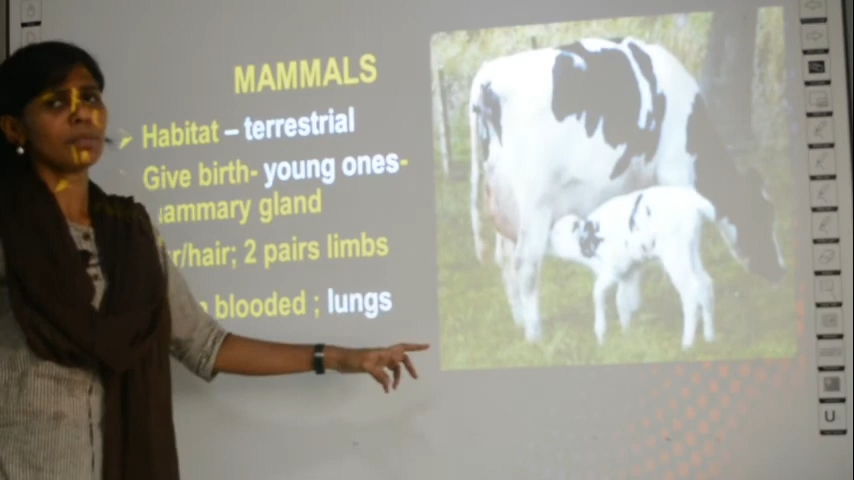 MAMMALS
Habitat – terrestrial
Give birth- young ones-
gland
2 pairs limbs
blooded ; lungs
U